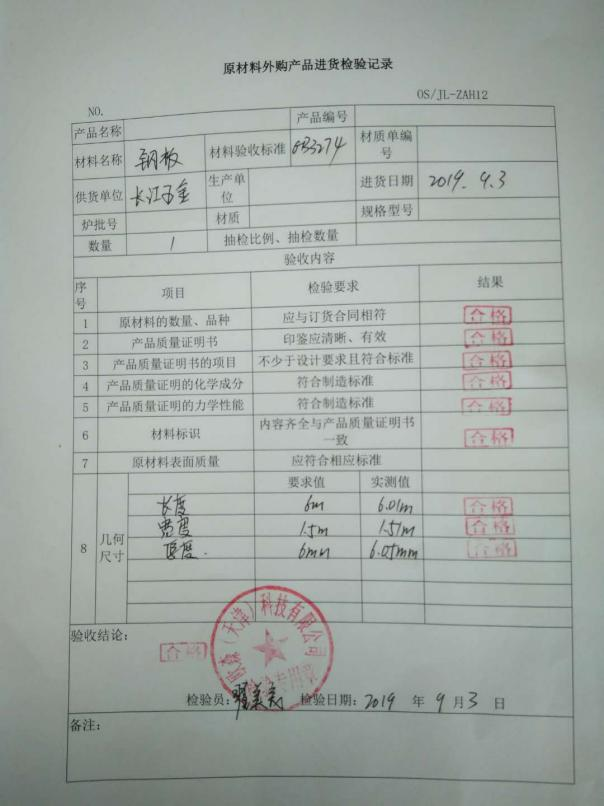 原材料外购产品进货检验记录
OS/JL-ZAH12
NO.
产品名称 产品编号
材料名称 钢板 材料验收标准 GB3274 材质单编号
供货单位 长江五金 生产单位 进货日期 2019.9.3
炉批号 材质 规格型号
数量 1 抽检比例、抽检数量
验收内容
序号 项目 检验要求 结果
1 原材料的数量、品种 应与订货合同相符 合格
2 产品质量证明书 印鉴应清晰、有效 合格
3 产品质量证明书的项目 不少于设计要求且符合标准 合格
4 产品质量证明的化学成分 符合制造标准 合格
5 产品质量证明的力学性能 符合制造标准 合格
6 材料标识 内容齐全与产品质量证明书一致 合格
7 原材料表面质量 应符合相应标准
8 几何尺寸 要求值 实测值
长度 6m 6.01m 合格
宽度 1.5m 1.51m 合格
厚度 6mm 6.05mm 合格
验收结论: 合格
(天津)科技有限公司
专用章
检验员: 检验日期: 2019 年 9 月 3 日
备注: